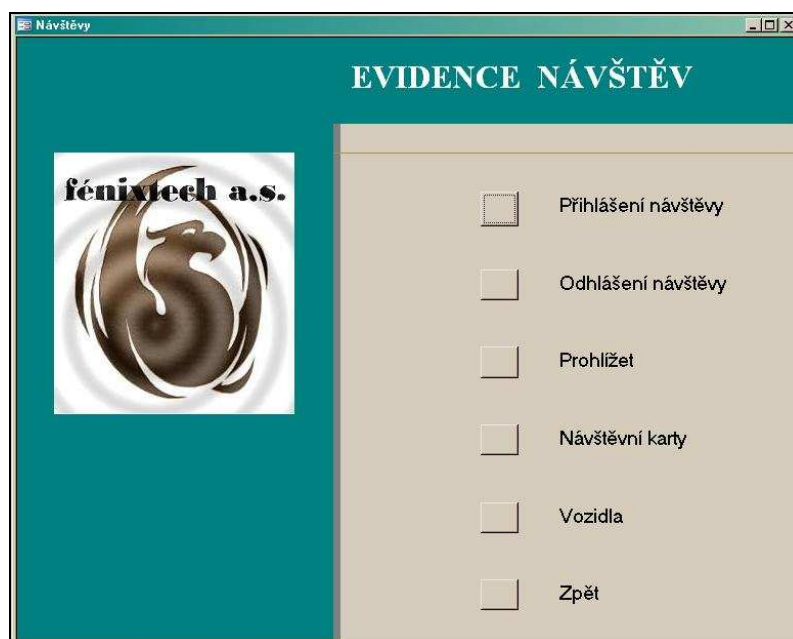 Návštěvy
EVIDENCE NÁVŠTĚV
fénixtech a.s.
Přihlášení návštěvy
Odhlášení návštěvy
Prohlížet
Návštěvní karty
Vozidla
Zpět